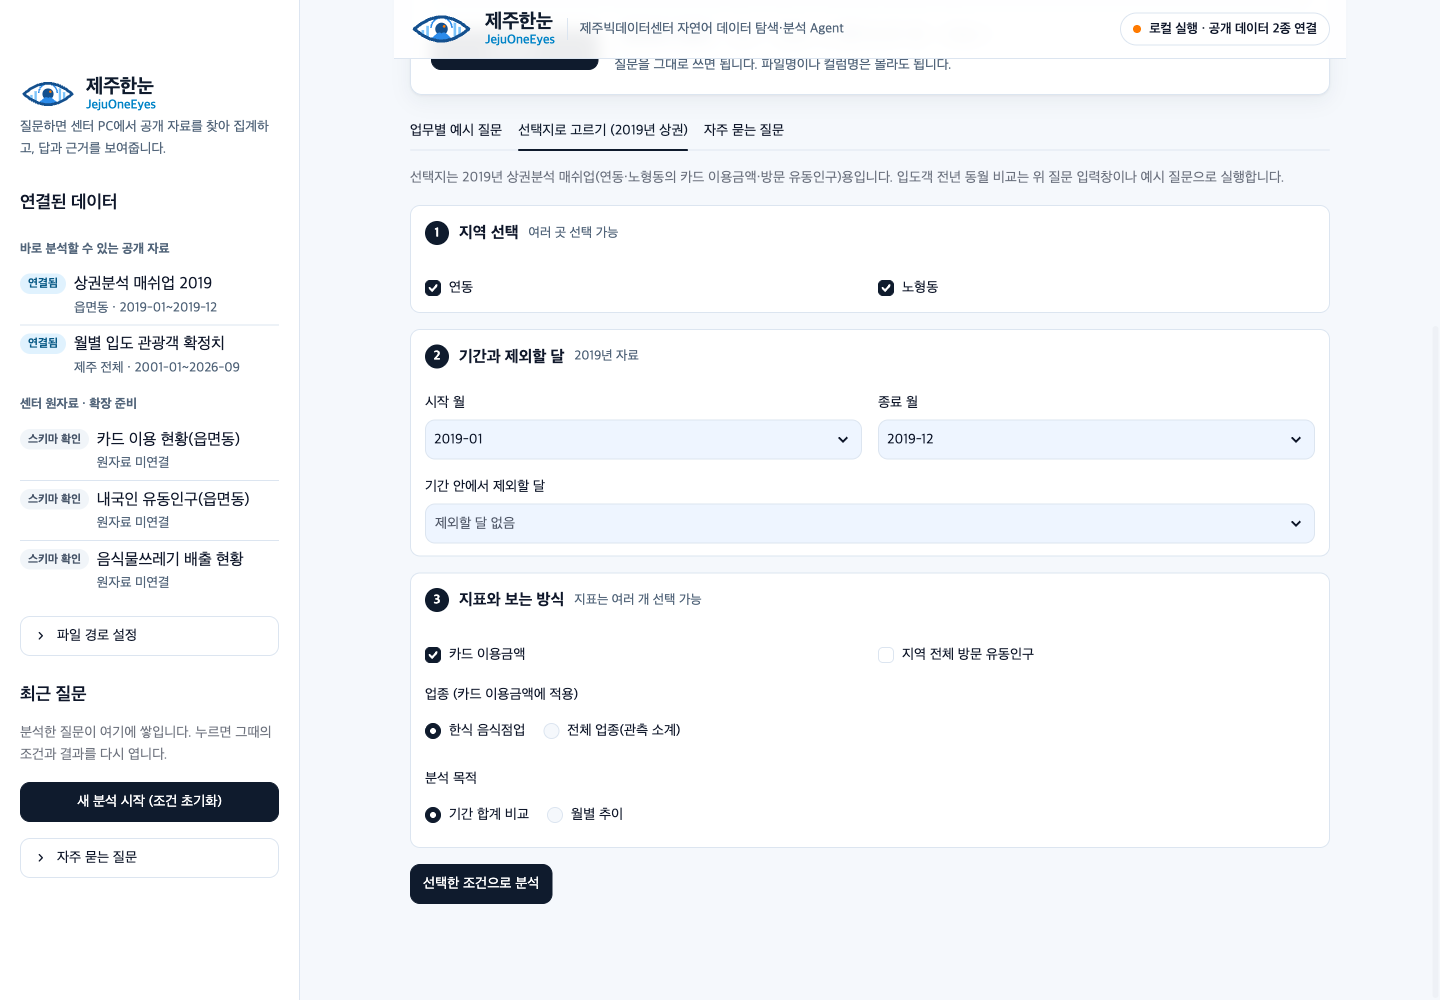 제주한눈
JejuOneEyes
질문하면 센터 PC에서 공개 자료를 찾아 집계하
고, 답과 근거를 보여줍니다.
연결된 데이터
바로 분석할 수 있는 공개 자료
연결됨 상권분석 매쉬업 2019
읍면동 · 2019-01~2019-12
연결됨 월별 입도 관광객 확정치
제주 전체 · 2001-01~2026-09
센터 원자료 · 확장 준비
스키마 확인 카드 이용 현황(읍면동)
원자료 미연결
스키마 확인 내국인 유동인구(읍면동)
원자료 미연결
스키마 확인 음식물쓰레기 배출 현황
원자료 미연결
파일 경로 설정
최근 질문
분석한 질문이 여기에 쌓입니다. 누르면 그때의
조건과 결과를 다시 엽니다.
새 분석 시작 (조건 초기화)
자주 묻는 질문
제주한눈
JejuOneEyes
제주빅데이터센터 자연어 데이터 탐색·분석 Agent
로컬 실행 · 공개 데이터 2종 연결
질문을 그대로 쓰면 됩니다. 파일명이나 컬럼명은 몰라도 됩니다.
업무별 예시 질문 선택지로 고르기 (2019년 상권) 자주 묻는 질문
선택지는 2019년 상권분석 매쉬업(연동·노형동의 카드 이용금액·방문 유동인구)용입니다. 입도객 전년 동월 비교는 위 질문 입력창이나 예시 질문으로 실행합니다.
1 지역 선택 여러 곳 선택 가능
연동 노형동
2 기간과 제외할 달 2019년 자료
시작 월 종료 월
2019-01 2019-12
기간 안에서 제외할 달
제외할 달 없음
3 지표와 보는 방식 지표는 여러 개 선택 가능
카드 이용금액 지역 전체 방문 유동인구
업종 (카드 이용금액에 적용)
한식 음식점업 전체 업종(관측 소계)
분석 목적
기간 합계 비교 월별 추이
선택한 조건으로 분석